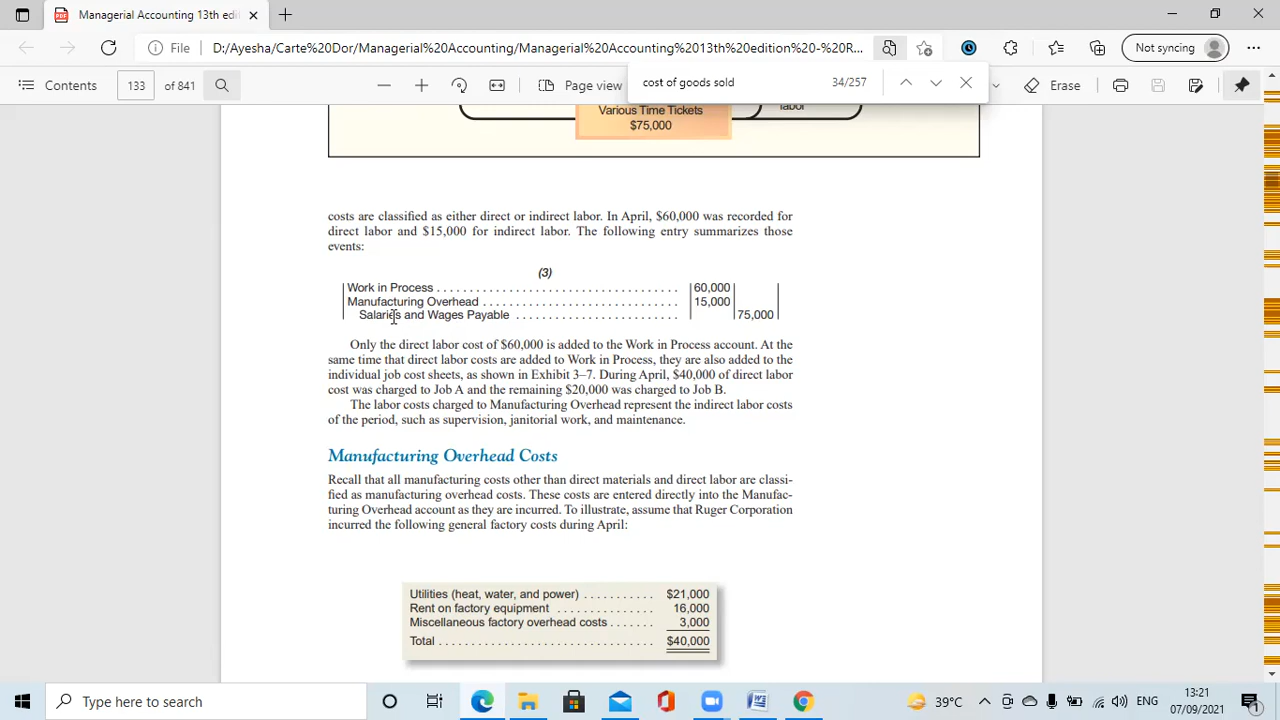 Managerial Accounting 13th editi
File D:/Ayesha/Carte%20Dor/Managerial%20Accounting/Managerial%20Accounting%2013th%20edition%20-%20R... Not syncing
Contents 133 of 841 Page view cost of goods sold 34/257 Erase
labor
Various Time Tickets
$75,000
costs are classified as either direct or indirect labor. In April, $60,000 was recorded for
direct labor and $15,000 for indirect labor. The following entry summarizes those
events:
(3)
Work in Process . . . . . . . . . . . . . . . . . . . . . . . . . . . . . . 60,000
Manufacturing Overhead . . . . . . . . . . . . . . . . . . . . . . . . . 15,000
Salaries and Wages Payable . . . . . . . . . . . . . . . . . . . . . 75,000
Only the direct labor cost of $60,000 is added to the Work in Process account. At the
same time that direct labor costs are added to Work in Process, they are also added to the
individual job cost sheets, as shown in Exhibit 3–7. During April, $40,000 of direct labor
cost was charged to Job A and the remaining $20,000 was charged to Job B.
The labor costs charged to Manufacturing Overhead represent the indirect labor costs
of the period, such as supervision, janitorial work, and maintenance.
Manufacturing Overhead Costs
Recall that all manufacturing costs other than direct materials and direct labor are classi-
fied as manufacturing overhead costs. These costs are entered directly into the Manufac-
turing Overhead account as they are incurred. To illustrate, assume that Ruger Corporation
incurred the following general factory costs during April:
Utilities (heat, water, and power) . . . . . . . . . . . $21,000
Rent on factory equipment . . . . . . . . . . . . . 16,000
Miscellaneous factory overhead costs . . . . . . . 3,000
Total . . . . . . . . . . . . . . . . . . . . . . . . . . . . . . . . . $40,000
Type here to search 39°C ENG 13:21
07/09/2021